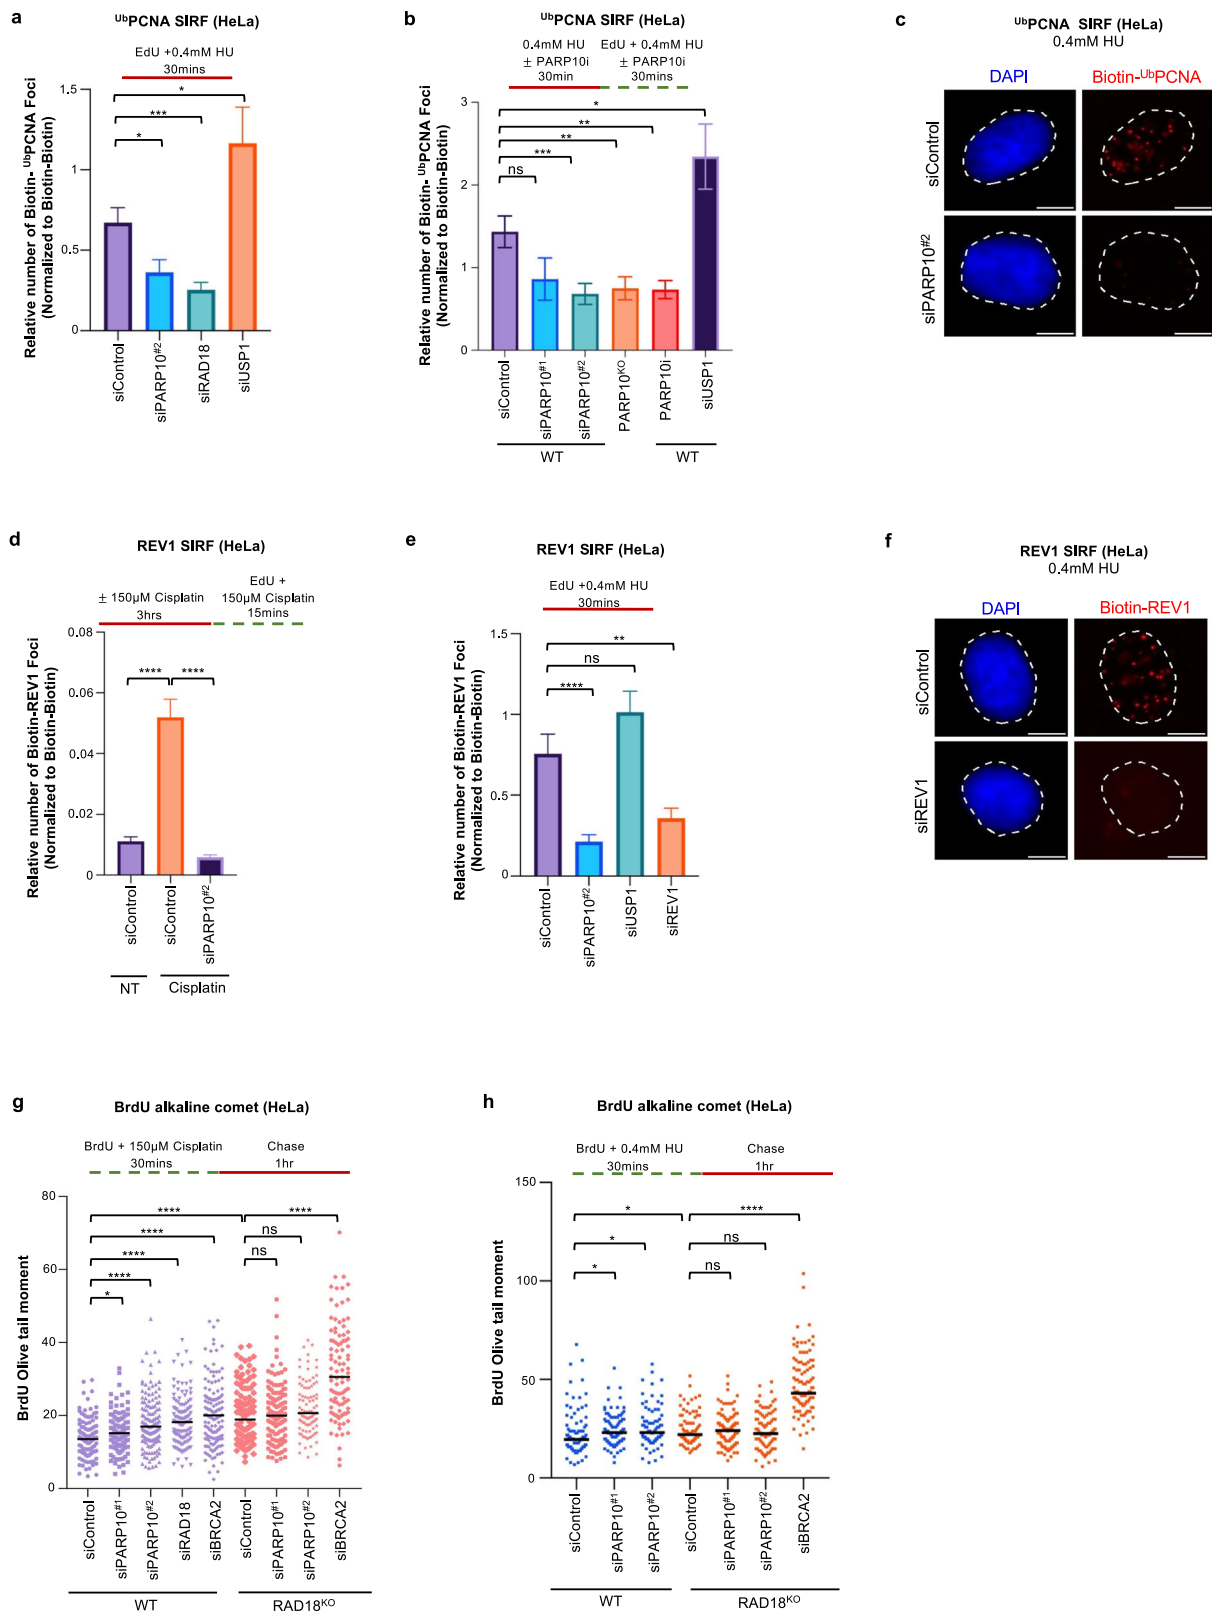 a
UbPCNA SIRF (HeLa)
EdU +0.4mM HU
30mins
Relative number of Biotin- UbPCNA Foci
(Normalized to Biotin-Biotin)
1.5
1
0.5
0
*
***
*
siControl
siPARP10#2
siRAD18
siUSP1
b
UbPCNA SIRF (HeLa)
0.4mM HU
± PARP10i
30min
EdU + 0.4mM HU
± PARP10i
30mins
Relative number of Biotin- UbPCNA Foci
(Normalized to Biotin-Biotin)
3
2
1
0
*
**
**
***
ns
siControl
siPARP10#1
siPARP10#2
PARP10KO
PARP10i
siUSP1
WT
WT
c
UbPCNA SIRF (HeLa)
0.4mM HU
DAPI
Biotin-UbPCNA
siControl
siPARP10#2
d
REV1 SIRF (HeLa)
± 150µM Cisplatin
3hrs
EdU +
150µM Cisplatin
15mins
Relative number of Biotin-REV1 Foci
(Normalized to Biotin-Biotin)
0.08
0.06
0.04
0.02
0
****
****
siControl
siControl
siPARP10#2
NT
Cisplatin
e
REV1 SIRF (HeLa)
EdU +0.4mM HU
30mins
Relative number of Biotin-REV1 Foci
(Normalized to Biotin-Biotin)
1.5
1
0.5
0
**
ns
****
siControl
siPARP10#2
siUSP1
siREV1
f
REV1 SIRF (HeLa)
0.4mM HU
DAPI
Biotin-REV1
siControl
siREV1
g
BrdU alkaline comet (HeLa)
BrdU + 150µM Cisplatin
30mins
Chase
1hr
BrdU Olive tail moment
80
60
40
20
0
****
****
****
ns
****
ns
****
*
siControl
siPARP10#1
siPARP10#2
siRAD18
siBRCA2
siControl
siPARP10#1
siPARP10#2
siBRCA2
WT
RAD18KO
h
BrdU alkaline comet (HeLa)
BrdU + 0.4mM HU
30mins
Chase
1hr
BrdU Olive tail moment
150
100
50
0
*
****
*
ns
*
ns
siControl
siPARP10#1
siPARP10#2
siControl
siPARP10#1
siPARP10#2
siBRCA2
WT
RAD18KO